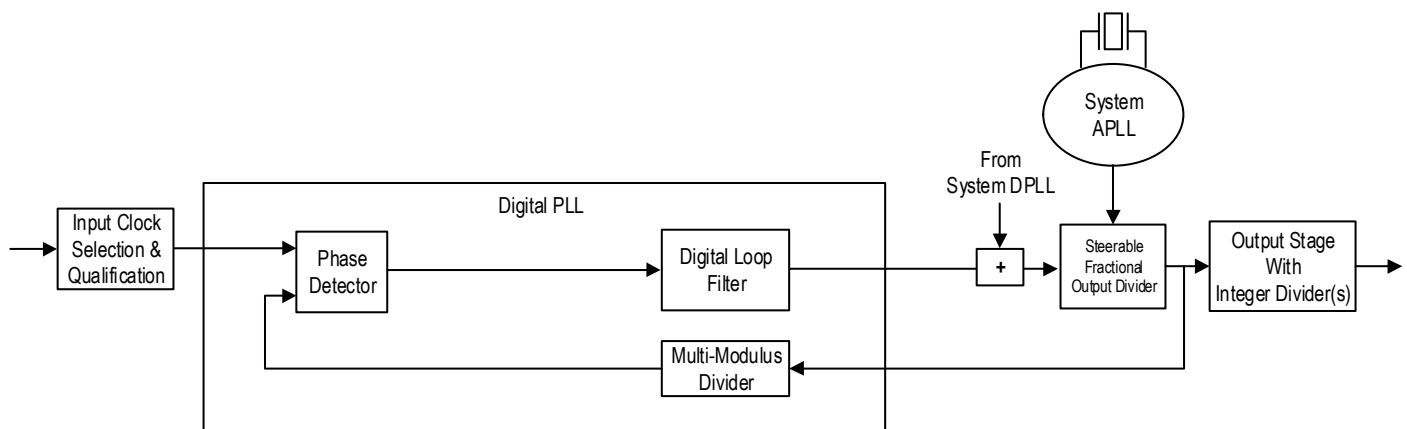 System
APLL
From
System DPLL
Digital PLL
Input Clock
Selection &
Qualification
Phase
Detector
Digital Loop
Filter
+
Steerable
Fractional
Output Divider
Output Stage
With
Integer Divider(s)
Multi-Modulus
Divider